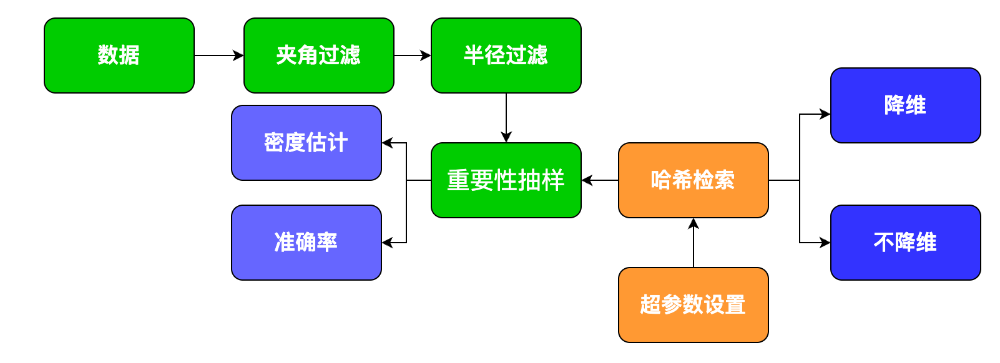 数据
夹角过滤
半径过滤
降维
密度估计
重要性抽样
哈希检索
准确率
不降维
超参数设置